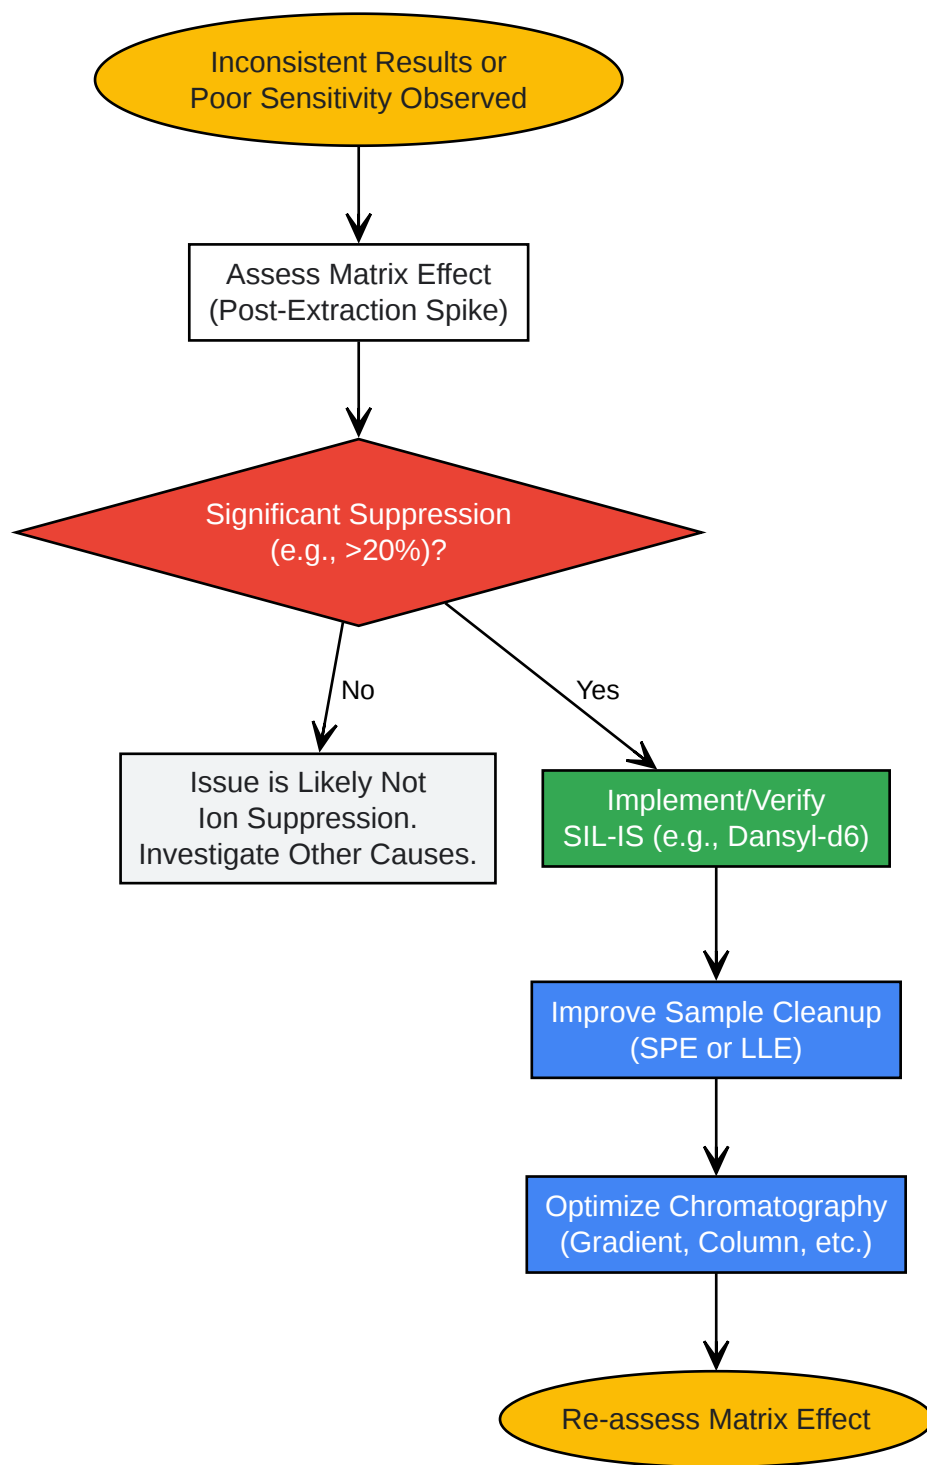 Inconsistent Results or
Poor Sensitivity Observed
Assess Matrix Effect
(Post-Extraction Spike)
Significant Suppression
(e.g., >20%)?
No
Yes
Issue is Likely Not
Ion Suppression.
Investigate Other Causes.
Implement/Verify
SIL-IS (e.g., Dansyl-d6)
Improve Sample Cleanup
(SPE or LLE)
Optimize Chromatography
(Gradient, Column, etc.)
Re-assess Matrix Effect